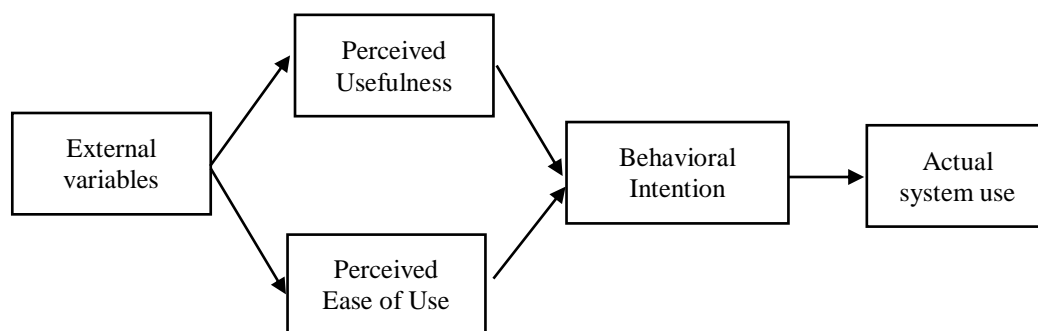 Perceived
Usefulness
External
variables
Behavioral
Intention
Actual
system use
Perceived
Ease of Use